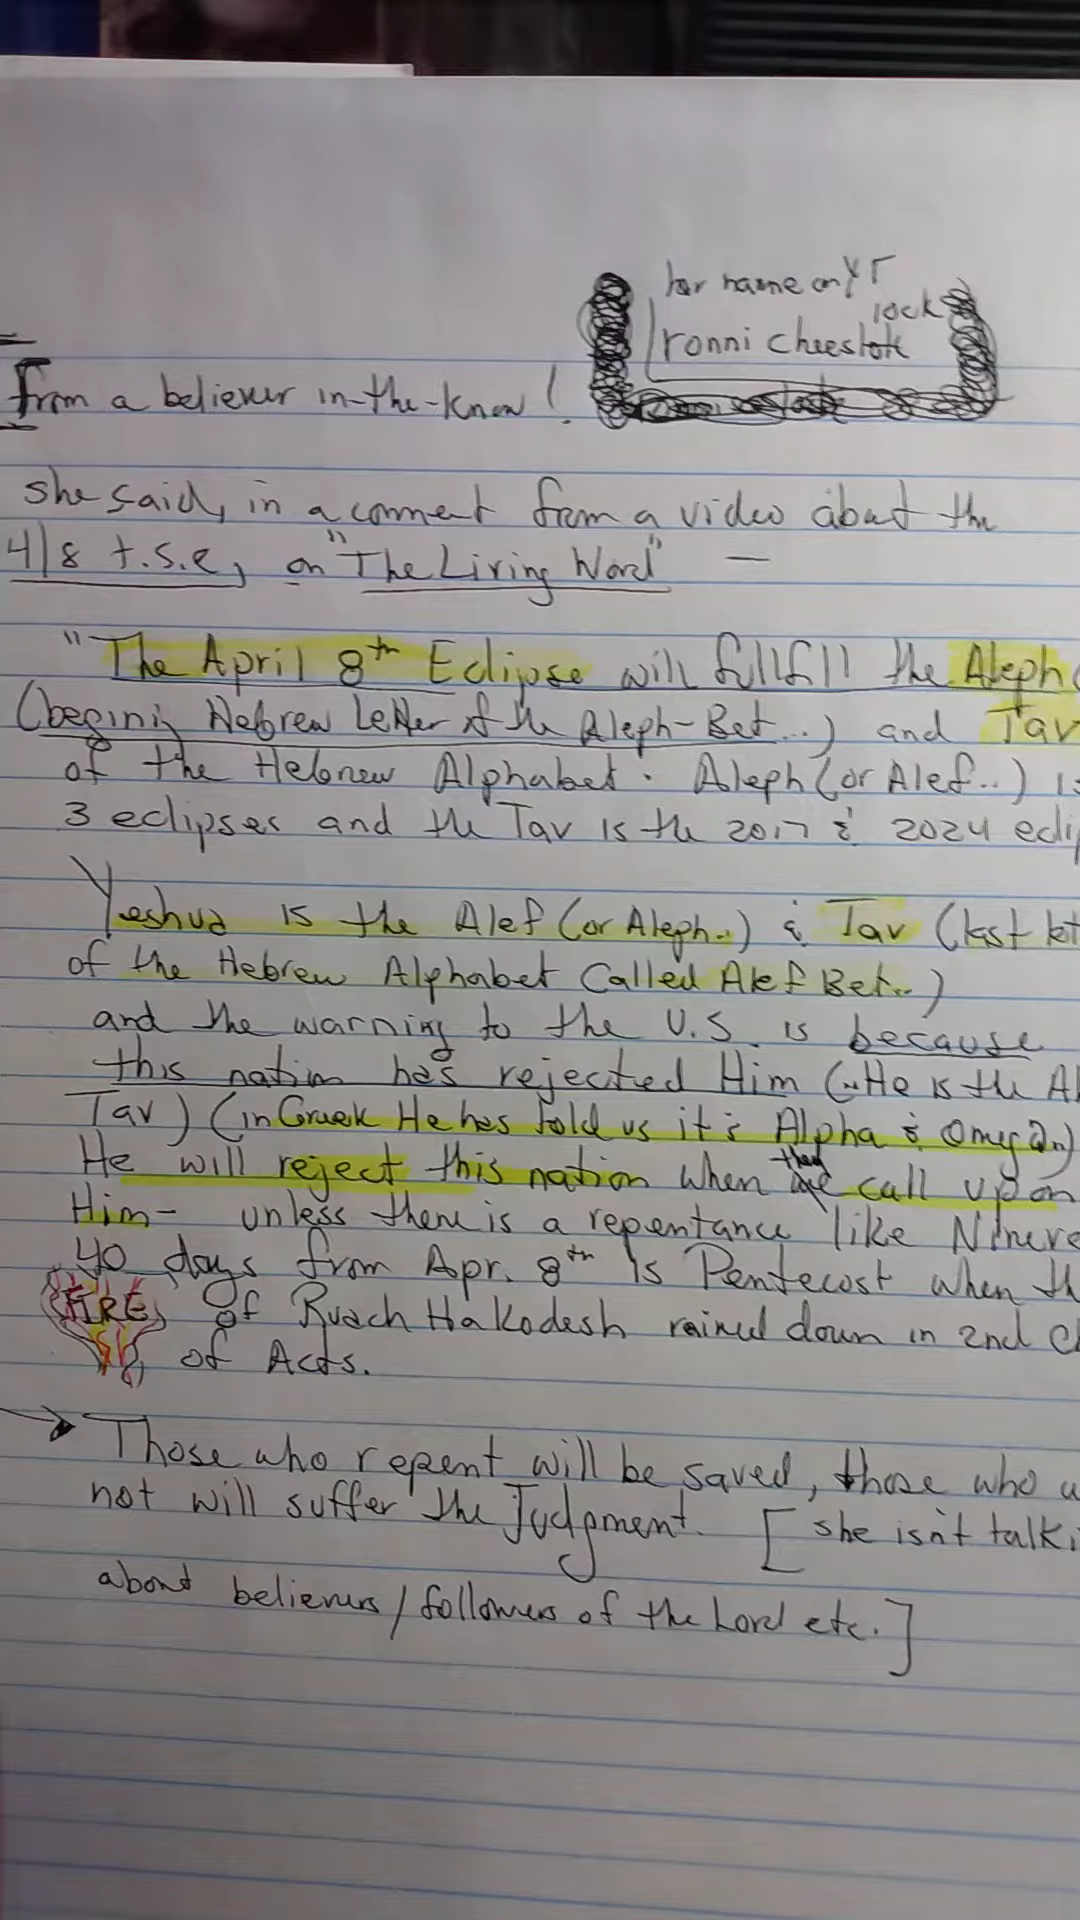 her name on YT
lock
ronni cheeslok
From a believer in-the-know!
she said, in a comment from a video about the
4/8 t.s.e, on "The Living Word" —
"The April 8th Eclipse will fullfill the Aleph (
(begining Hebrew Letter of the Aleph-Bet...) and Tav
of the Hebrew Alphabet. Aleph (or Alef..) is
3 eclipses and the Tav is the 2017 & 2024 eclip
Yeshua is the Alef (or Aleph..) & Tav (last let
of the Hebrew Alphabet Called Alef Bet..)
and the warning to the U.S. is because
this nation has rejected Him (..He is the Al
Tav) (in Greek He has told us it's Alpha & Omega)
He will reject this nation when they call upon
Him - unless there is a repentance like Nineve
40 days from Apr. 8th is Pentecost when th
FIRE of Ruach HaKodesh rained down in 2nd Ch
of Acts.
→ Those who repent will be saved, those who w
not will suffer the Judgment. [she isn't talki
about believers/followers of the Lord etc.]